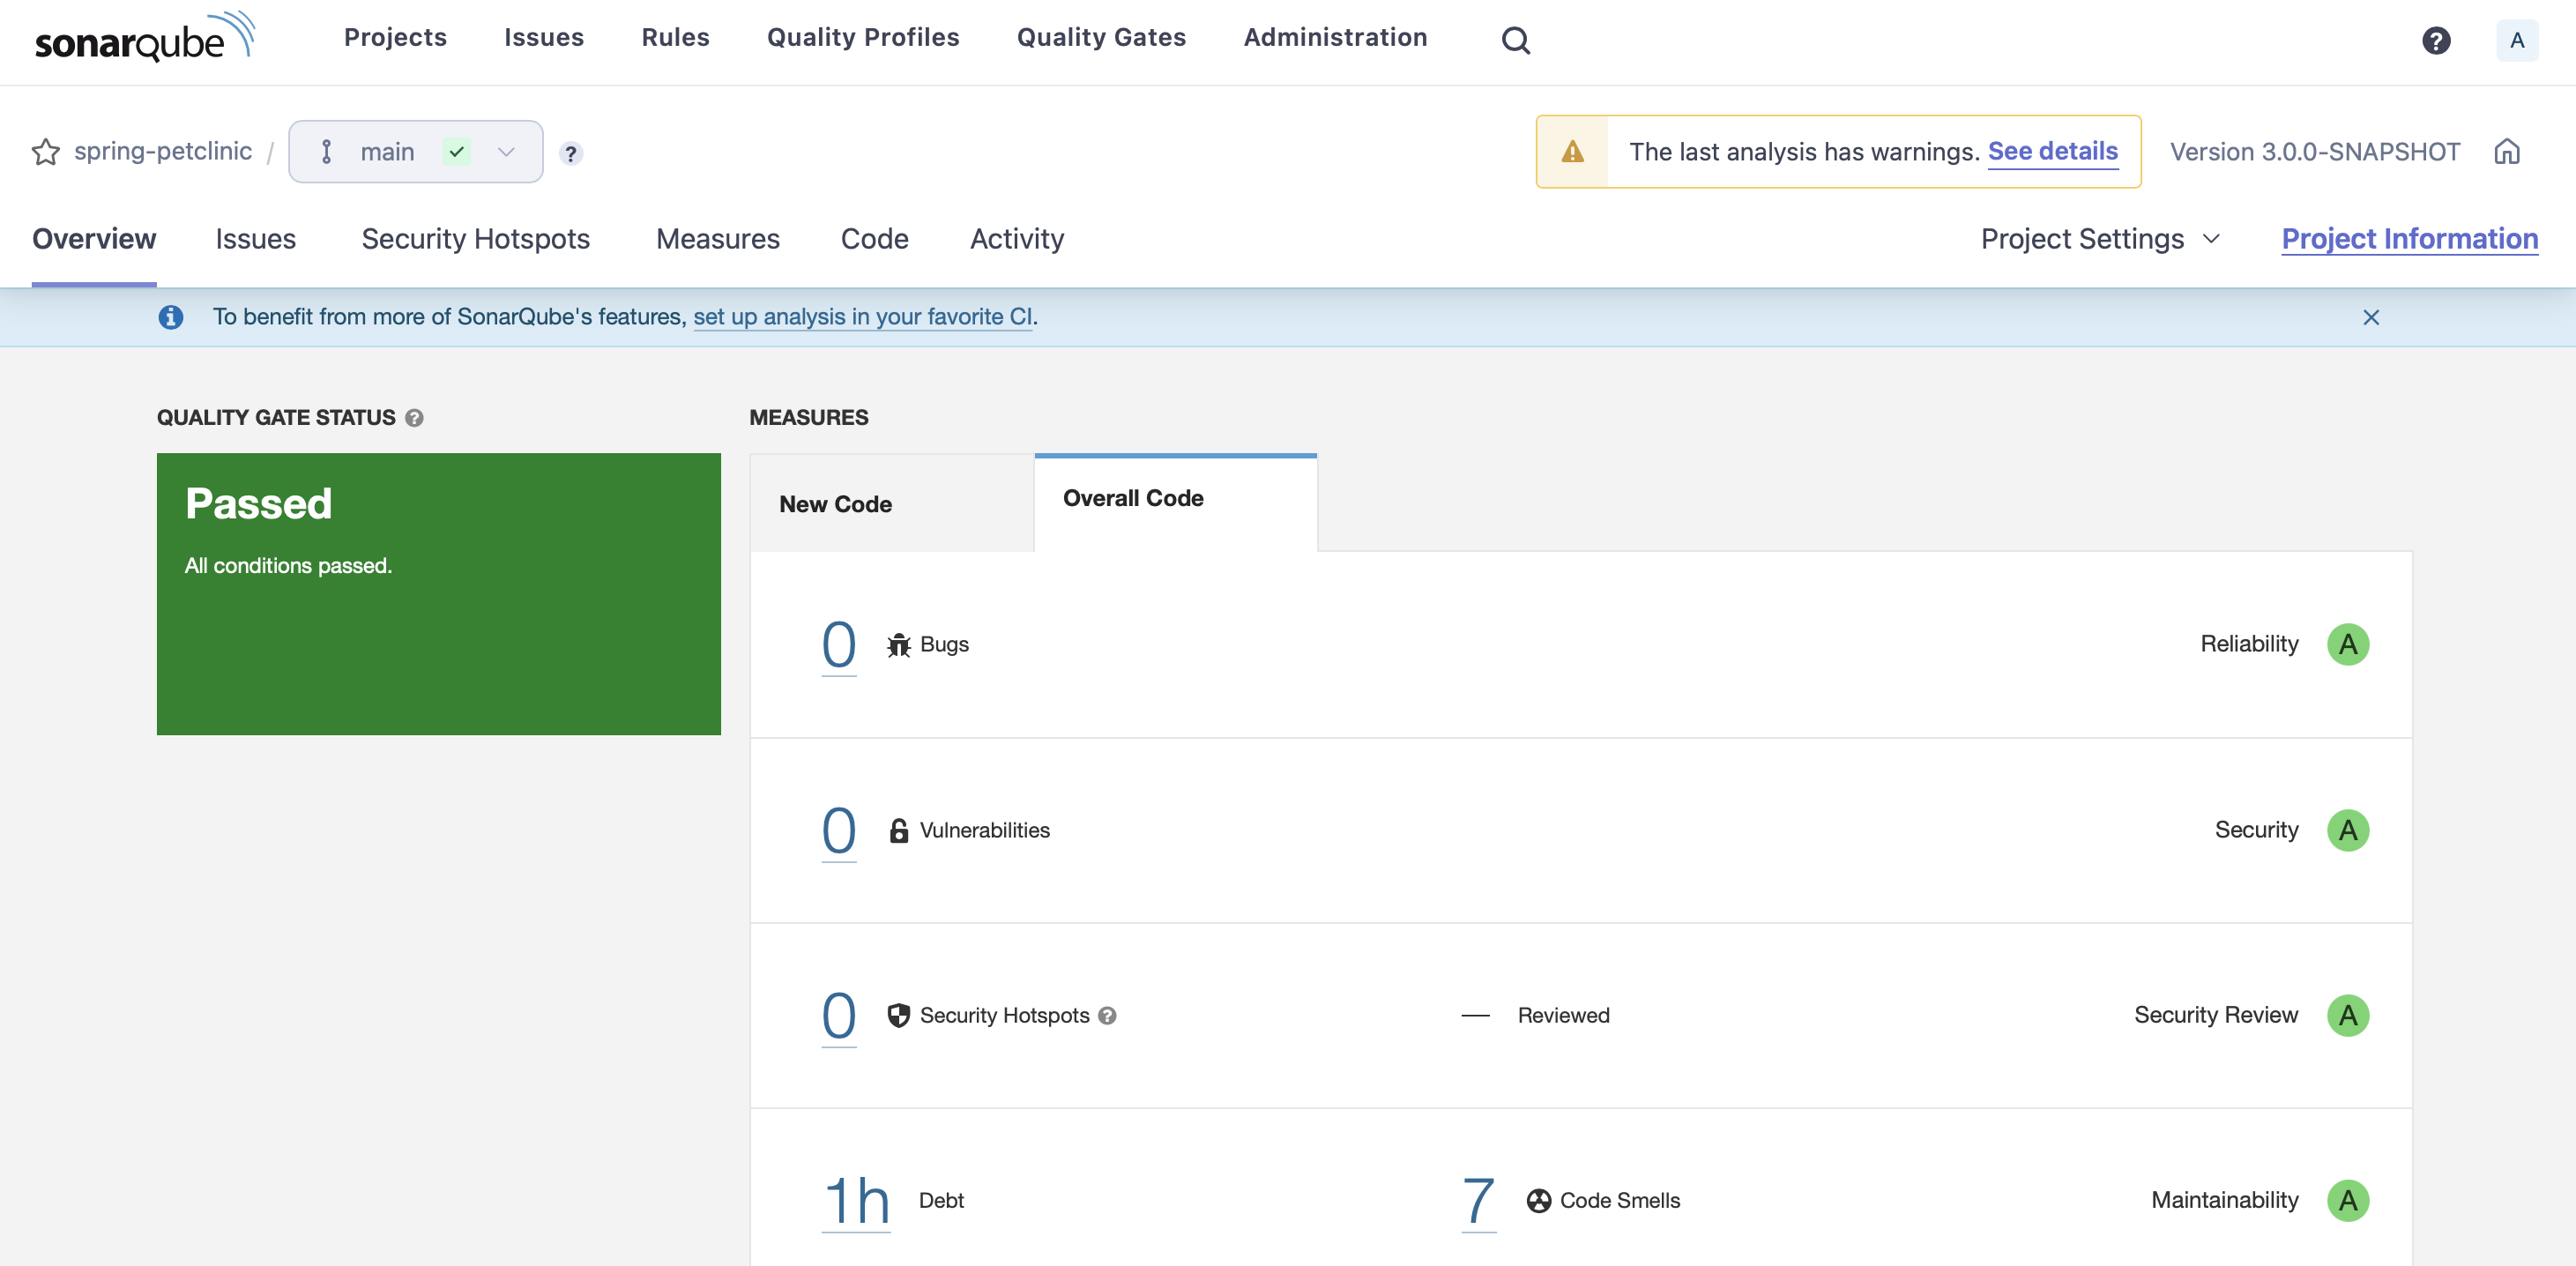 sonarqube Projects Issues Rules Quality Profiles Quality Gates Administration ? A
spring-petclinic / main ? The last analysis has warnings. See details Version 3.0.0-SNAPSHOT
Overview Issues Security Hotspots Measures Code Activity Project Settings Project Information
To benefit from more of SonarQube's features, set up analysis in your favorite CI.
QUALITY GATE STATUS ?
Passed
All conditions passed.
MEASURES
New Code Overall Code
0 Bugs Reliability A
0 Vulnerabilities Security A
0 Security Hotspots ? — Reviewed Security Review A
1h Debt 7 Code Smells Maintainability A